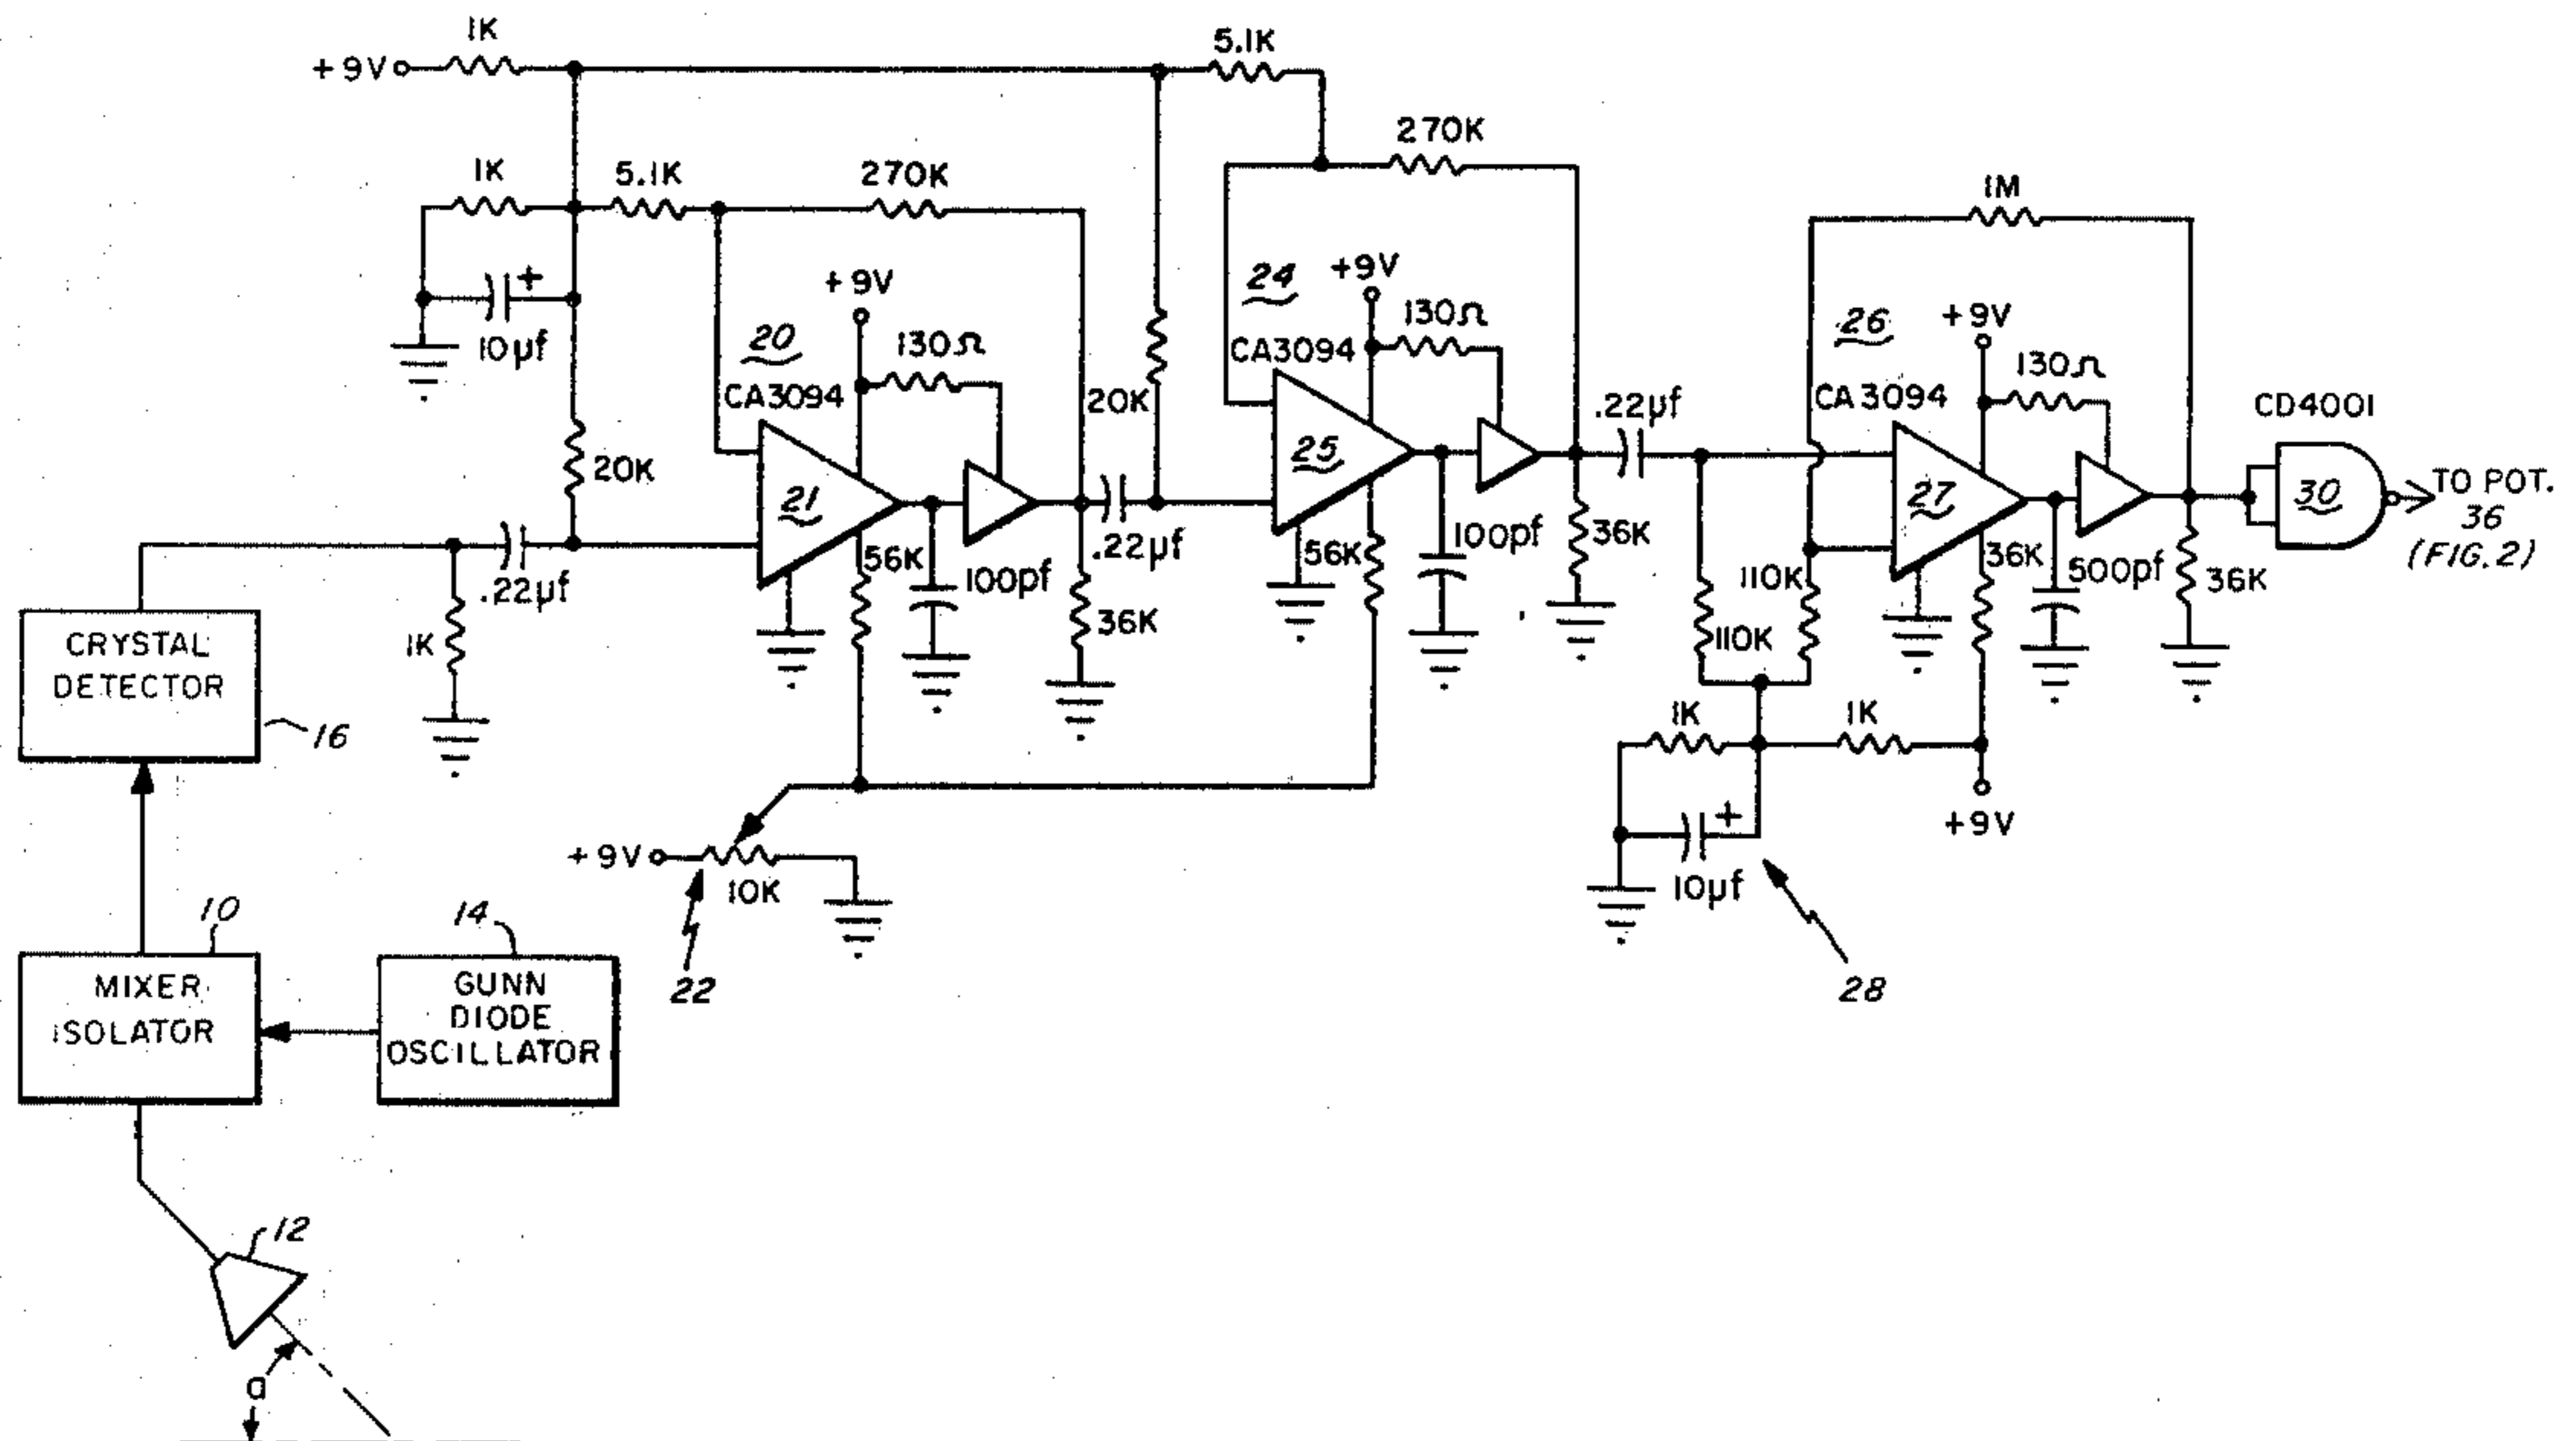 1K
+9V
5.1K
270K
1K
5.1K
270K
1M
+9V
24
+9V
20
130Ω
10µf
CA3094
20K
CA3094
130Ω
26
+9V
130Ω
.22µf
CA3094
CD4001
20K
21
25
27
30
TO POT.
36
(FIG. 2)
.22µf
56K
100pf
.22µf
36K
56K
100pf
36K
110K
110K
36K
500pf
36K
1K
CRYSTAL
DETECTOR
16
1K
1K
+9V
+
10µf
28
+9V
10K
22
10
14
MIXER
ISOLATOR
GUNN
DIODE
OSCILLATOR
12
a